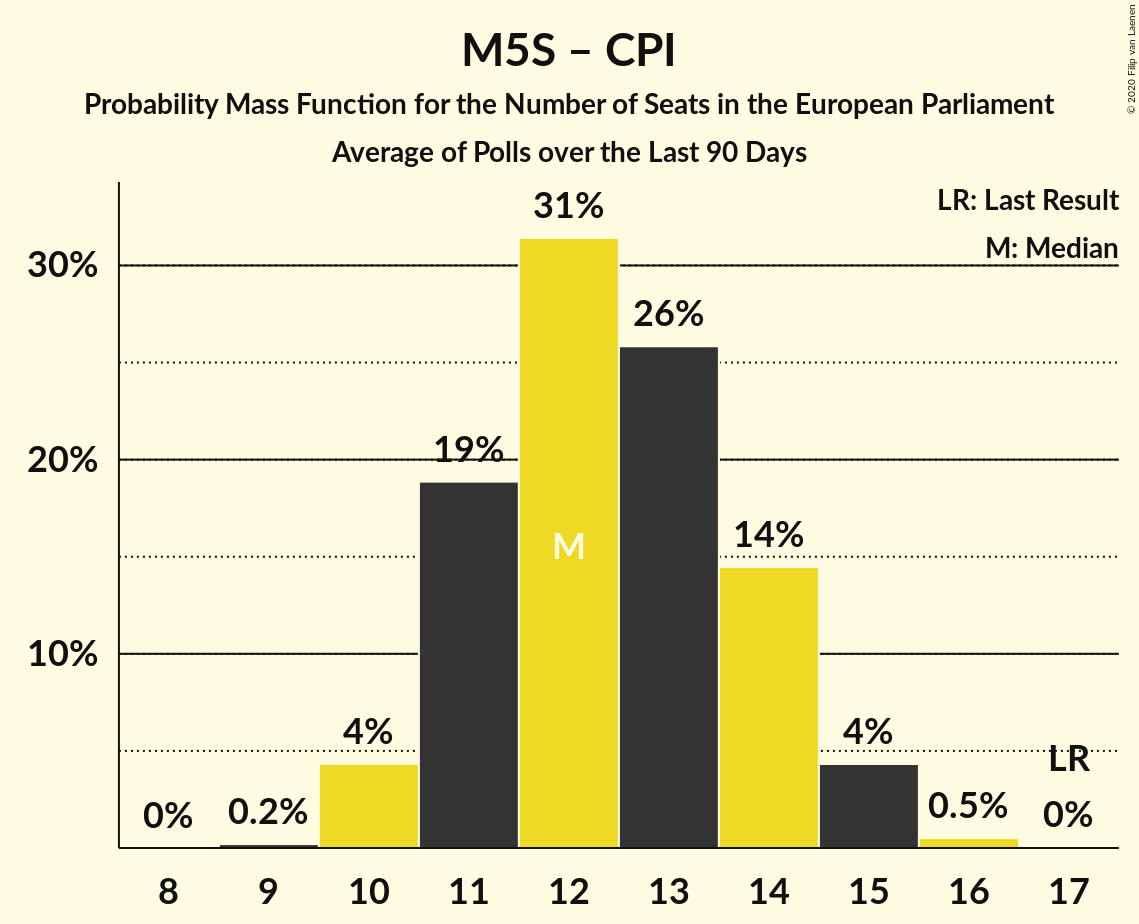 M5S – CPI
Probability Mass Function for the Number of Seats in the European Parliament
Average of Polls over the Last 90 Days
© 2020 Filip van Laenen
LR: Last Result
M: Median
30%
20%
10%
0%
0.2%
4%
19%
31%
M
26%
14%
4%
0.5%
LR
0%
8 9 10 11 12 13 14 15 16 17